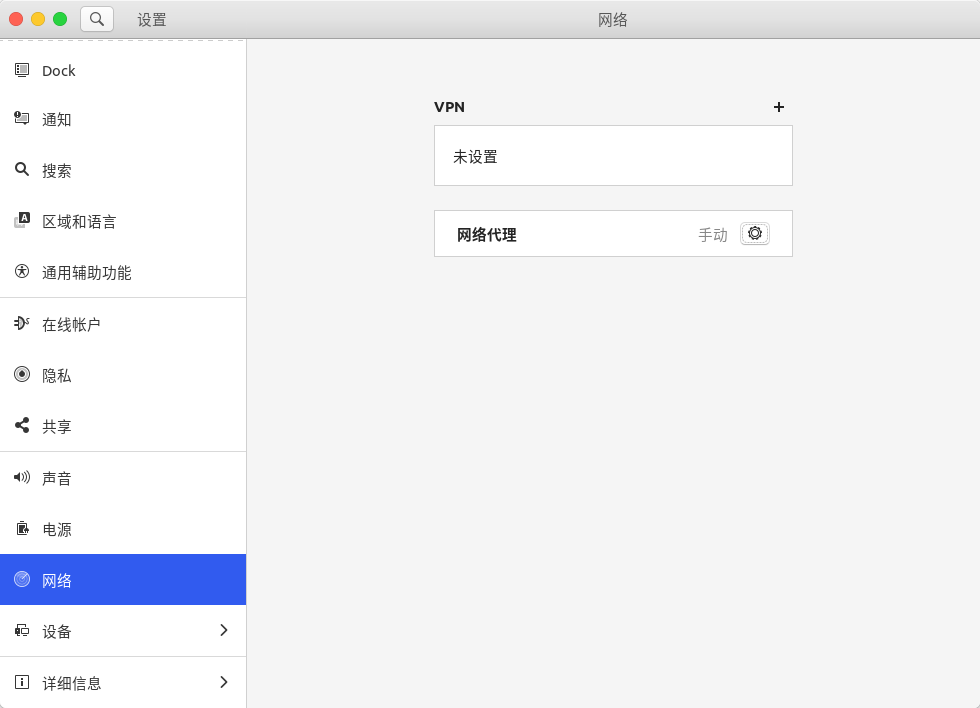 设置
网络
Dock
通知
搜索
区域和语言
通用辅助功能
在线帐户
隐私
共享
声音
电源
网络
设备
详细信息
VPN
未设置
网络代理 手动